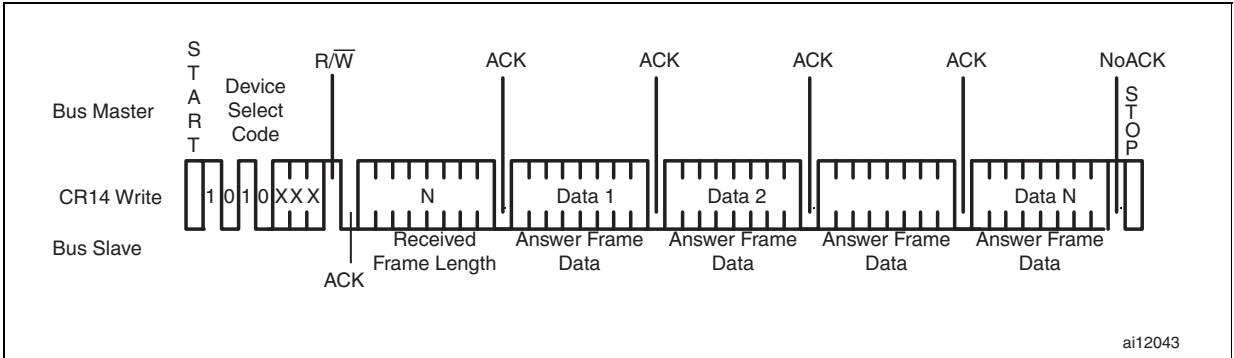 START
Device
Select
Code
R/W̅
ACK
ACK
ACK
ACK
NoACK
STOP
Bus Master
CR14 Write
1 0 1 0 X X X
N
Data 1
Data 2
Data N
Bus Slave
Received
Frame Length
Answer Frame
Data
Answer Frame
Data
Answer Frame
Data
Answer Frame
Data
ACK
ai12043